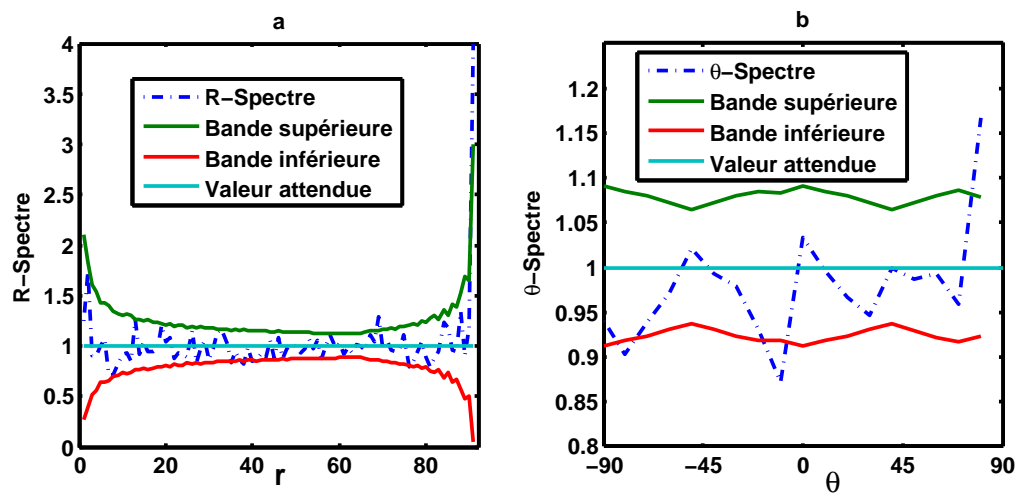 a
4
3.5
3
2.5
2
1.5
1
0.5
0
0 20 40 60 80
r
R−Spectre
R−Spectre
Bande supérieure
Bande inférieure
Valeur attendue
b
1.2
1.15
1.1
1.05
1
0.95
0.9
0.85
0.8
−90 −45 0 45 90
θ
θ−Spectre
θ−Spectre
Bande supérieure
Bande inférieure
Valeur attendue